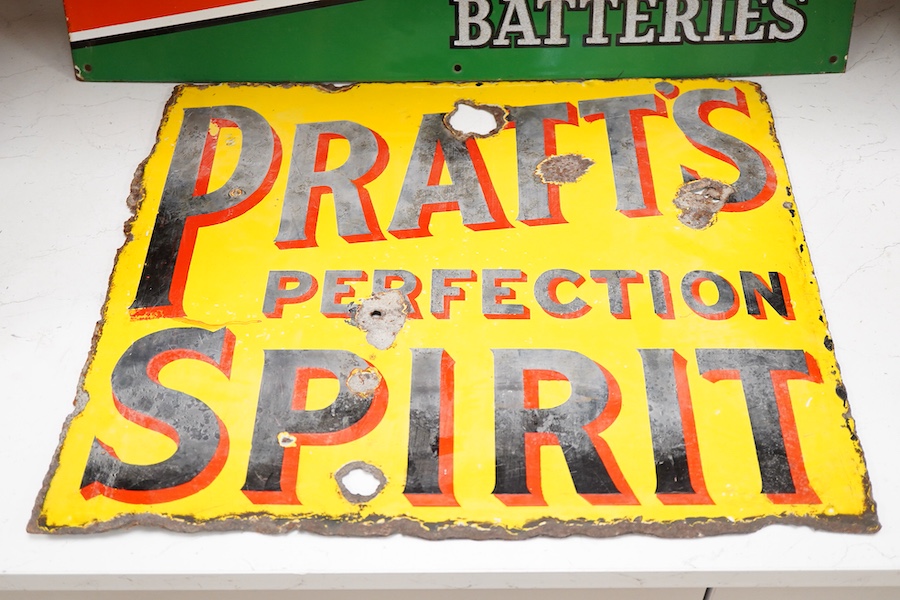 BATTERIES
PRATT'S
PERFECTION
SPIRIT